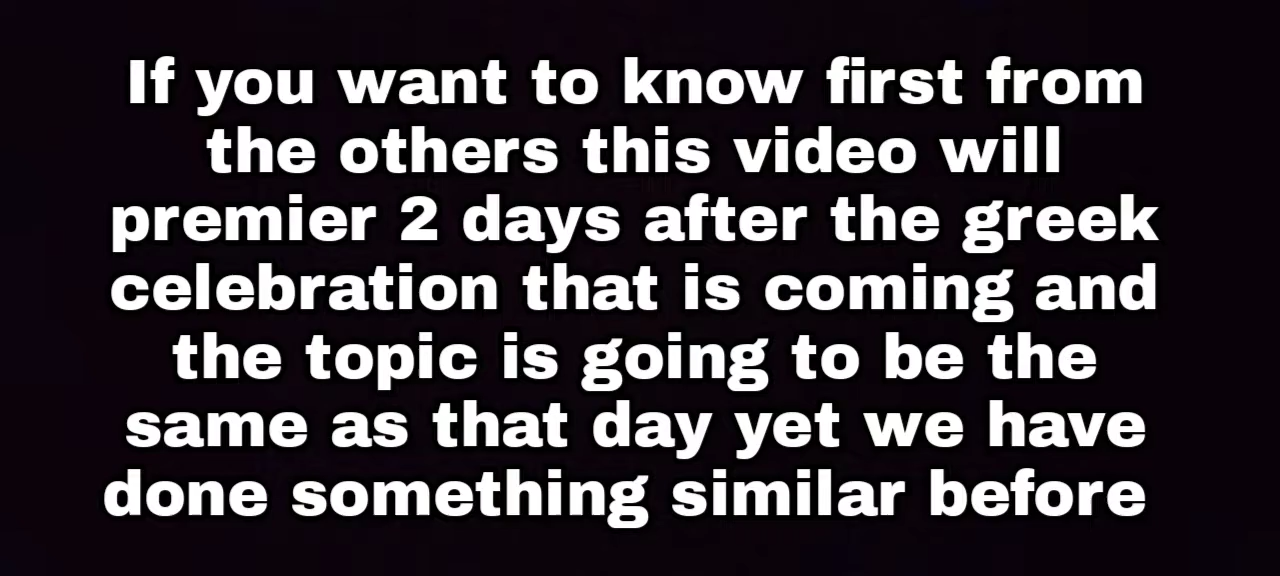 If you want to know first from
the others this video will
premier 2 days after the greek
celebration that is coming and
the topic is going to be the
same as that day yet we have
done something similar before